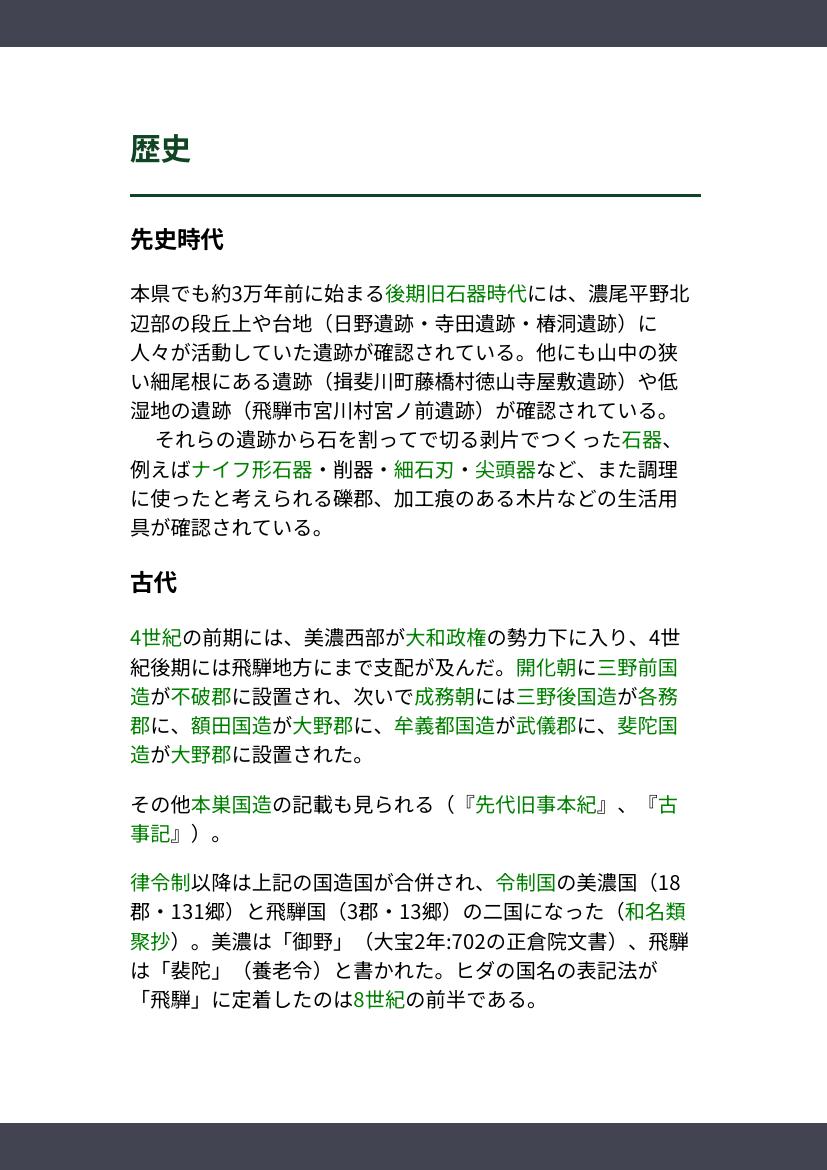 歴史
先史時代
本県でも約3万年前に始まる後期旧石器時代には、濃尾平野北
辺部の段丘上や台地（日野遺跡・寺田遺跡・椿洞遺跡）に
人々が活動していた遺跡が確認されている。他にも山中の狭
い細尾根にある遺跡（揖斐川町藤橋村徳山寺屋敷遺跡）や低
湿地の遺跡（飛騨市宮川村宮ノ前遺跡）が確認されている。
　それらの遺跡から石を割ってで切る剥片でつくった石器、
例えばナイフ形石器・削器・細石刃・尖頭器など、また調理
に使ったと考えられる礫郡、加工痕のある木片などの生活用
具が確認されている。
古代
4世紀の前期には、美濃西部が大和政権の勢力下に入り、4世
紀後期には飛騨地方にまで支配が及んだ。開化朝に三野前国
造が不破郡に設置され、次いで成務朝には三野後国造が各務
郡に、額田国造が大野郡に、牟義都国造が武儀郡に、斐陀国
造が大野郡に設置された。
その他本巣国造の記載も見られる（『先代旧事本紀』、『古
事記』）。
律令制以降は上記の国造国が合併され、令制国の美濃国（18
郡・131郷）と飛騨国（3郡・13郷）の二国になった（和名類
聚抄）。美濃は「御野」（大宝2年:702の正倉院文書）、飛騨
は「裴陀」（養老令）と書かれた。ヒダの国名の表記法が
「飛騨」に定着したのは8世紀の前半である。